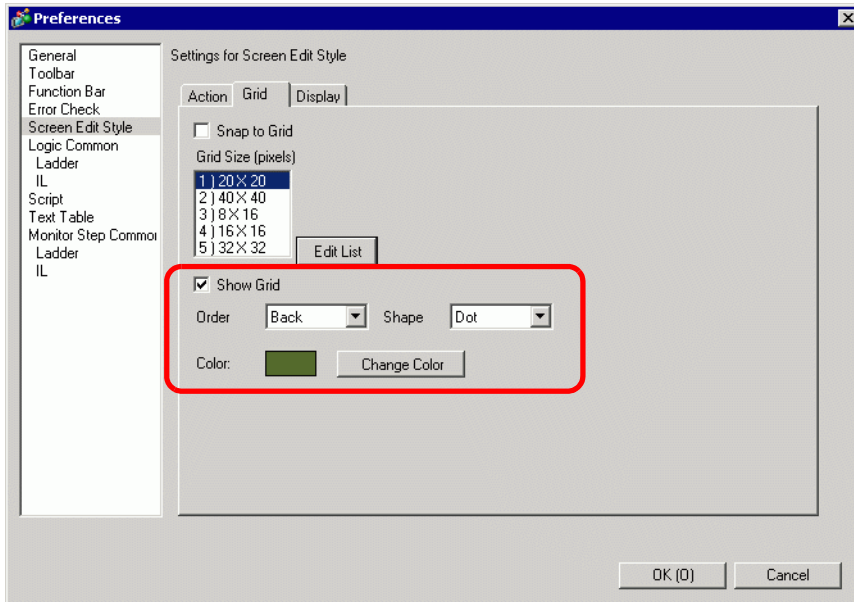 Preferences
General
Toolbar
Function Bar
Error Check
Screen Edit Style
Logic Common
Ladder
IL
Script
Text Table
Monitor Step Commo
Ladder
IL
Settings for Screen Edit Style
Action Grid Display
Snap to Grid
Grid Size (pixels)
1 ) 20 X 20
2 ) 40 X 40
3 ) 8 X 16
4 ) 16 X 16
5 ) 32 X 32
Edit List
Show Grid
Order Back Shape Dot
Color: Change Color
OK (O) Cancel